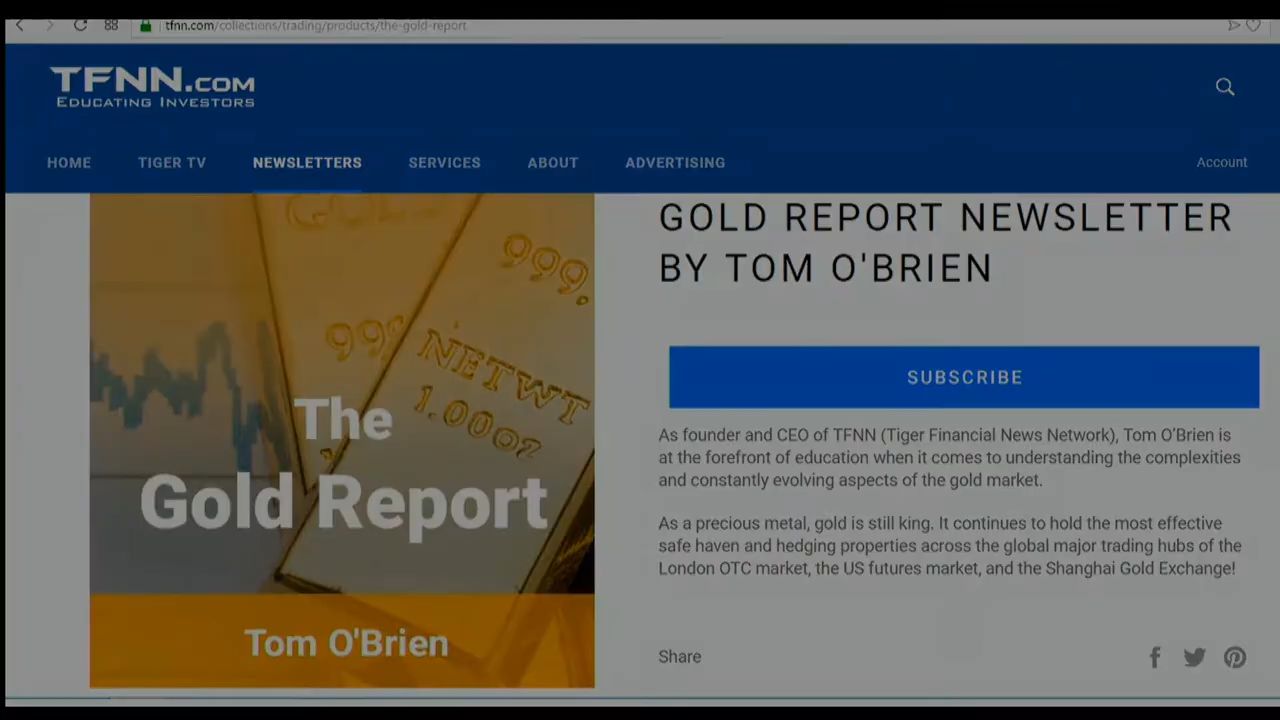 tfnn.com/collections/trading/products/the-gold-report
TFNN.COM
EDUCATING INVESTORS
HOME
TIGER TV
NEWSLETTERS
SERVICES
ABOUT
ADVERTISING
Account
GOLD
999.
999
NETWT
1.00oz
The
Gold Report
Tom O'Brien
GOLD REPORT NEWSLETTER
BY TOM O'BRIEN
SUBSCRIBE
As founder and CEO of TFNN (Tiger Financial News Network), Tom O'Brien is
at the forefront of education when it comes to understanding the complexities
and constantly evolving aspects of the gold market.
As a precious metal, gold is still king. It continues to hold the most effective
safe haven and hedging properties across the global major trading hubs of the
London OTC market, the US futures market, and the Shanghai Gold Exchange!
Share